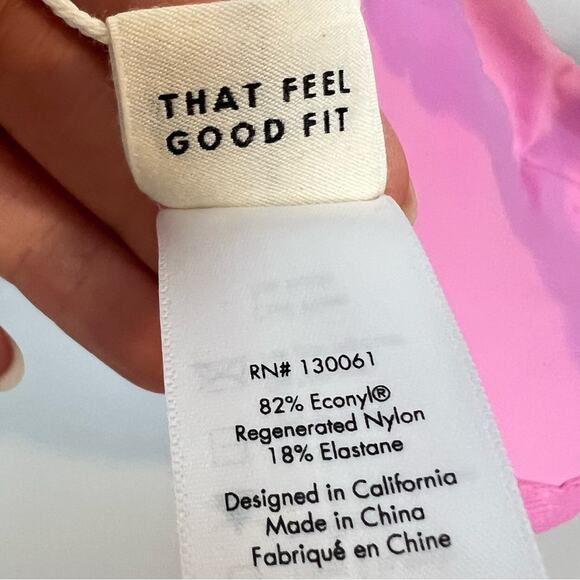 THAT FEEL
GOOD FIT
RN# 130061
82% Econyl®
Regenerated Nylon
18% Elastane
Designed in California
Made in China
Fabriqué en Chine